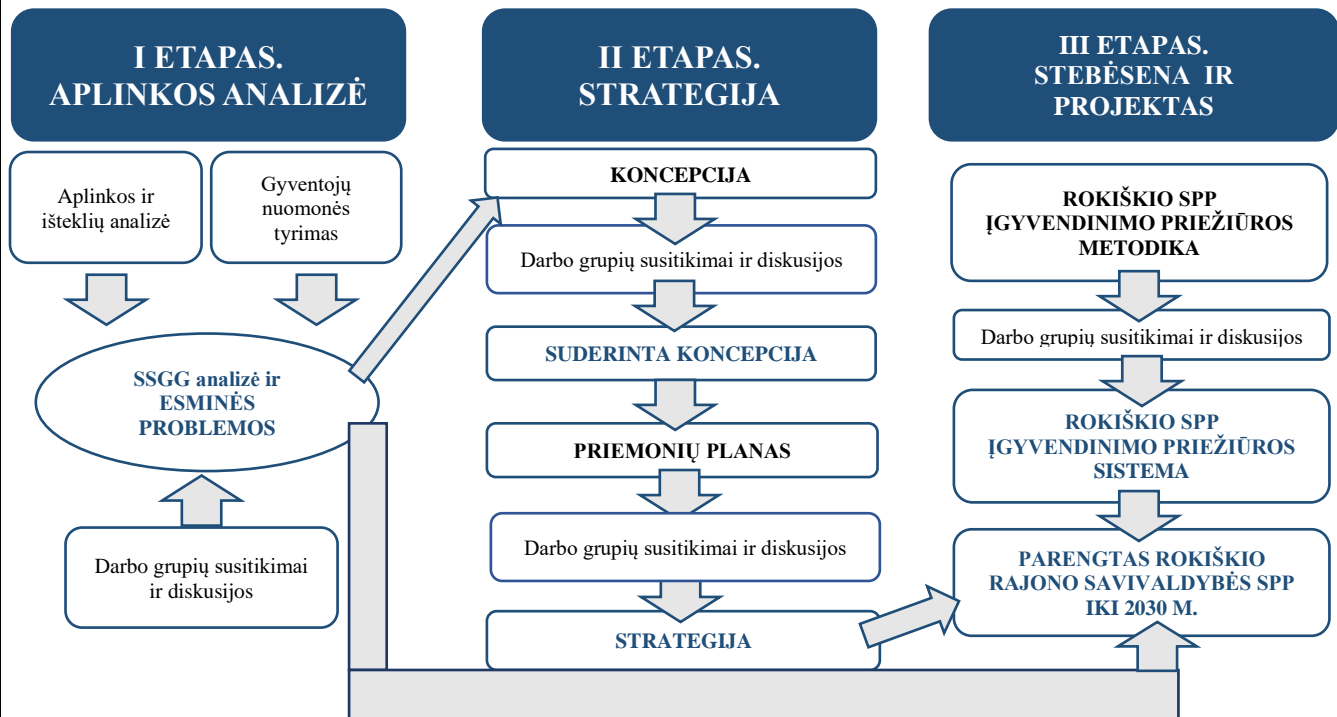 I ETAPAS.
APLINKOS ANALIZĖ
Aplinkos ir
išteklių analizė
Gyventojų
nuomonės
tyrimas
SSGG analizė ir
ESMINĖS
PROBLEMOS
Darbo grupių susitikimai
ir diskusijos
II ETAPAS.
STRATEGIJA
KONCEPCIJA
Darbo grupių susitikimai ir diskusijos
SUDERINTA KONCEPCIJA
PRIEMONIŲ PLANAS
Darbo grupių susitikimai ir diskusijos
STRATEGIJA
III ETAPAS.
STEBĖSENA IR
PROJEKTAS
ROKIŠKIO SPP
ĮGYVENDINIMO PRIEŽIŪROS
METODIKA
Darbo grupių susitikimai ir diskusijos
ROKIŠKIO SPP
ĮGYVENDINIMO PRIEŽIŪROS
SISTEMA
PARENGTAS ROKIŠKIO
RAJONO SAVIVALDYBĖS SPP
IKI 2030 M.